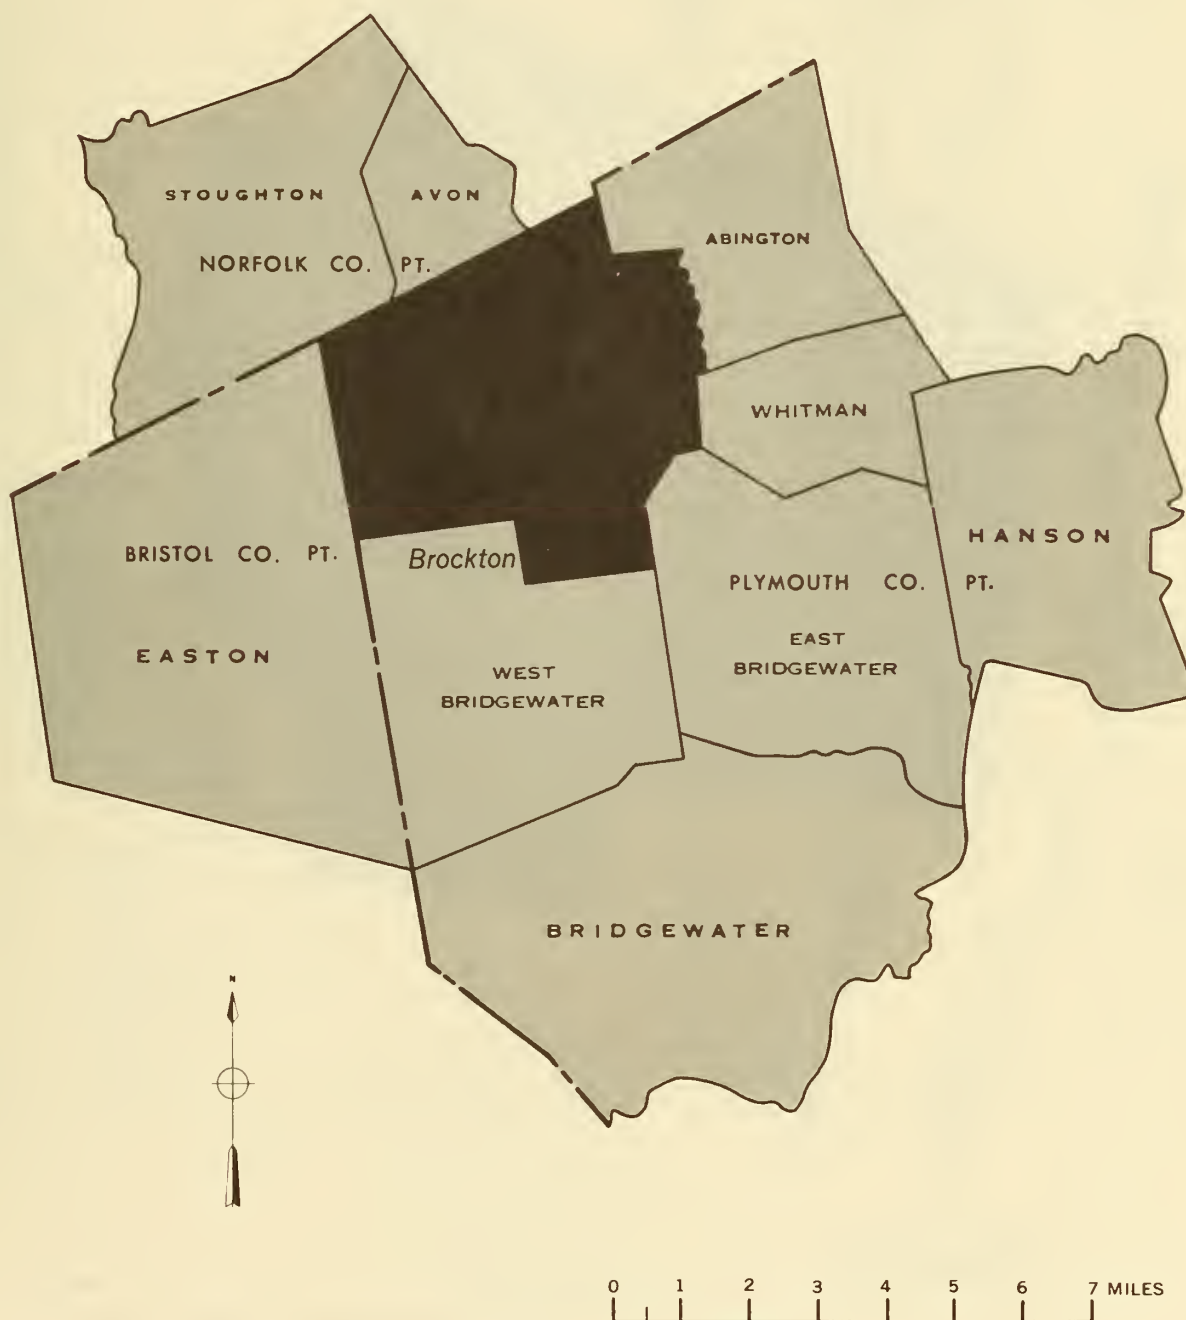 STOUGHTON
AVON
NORFOLK CO. PT.
ABINGTON
WHITMAN
HANSON
BRISTOL CO. PT.
Brockton
PLYMOUTH CO. PT.
EASTON
EAST
BRIDGEWATER
WEST
BRIDGEWATER
BRIDGEWATER
N
0 1 2 3 4 5 6 7 MILES